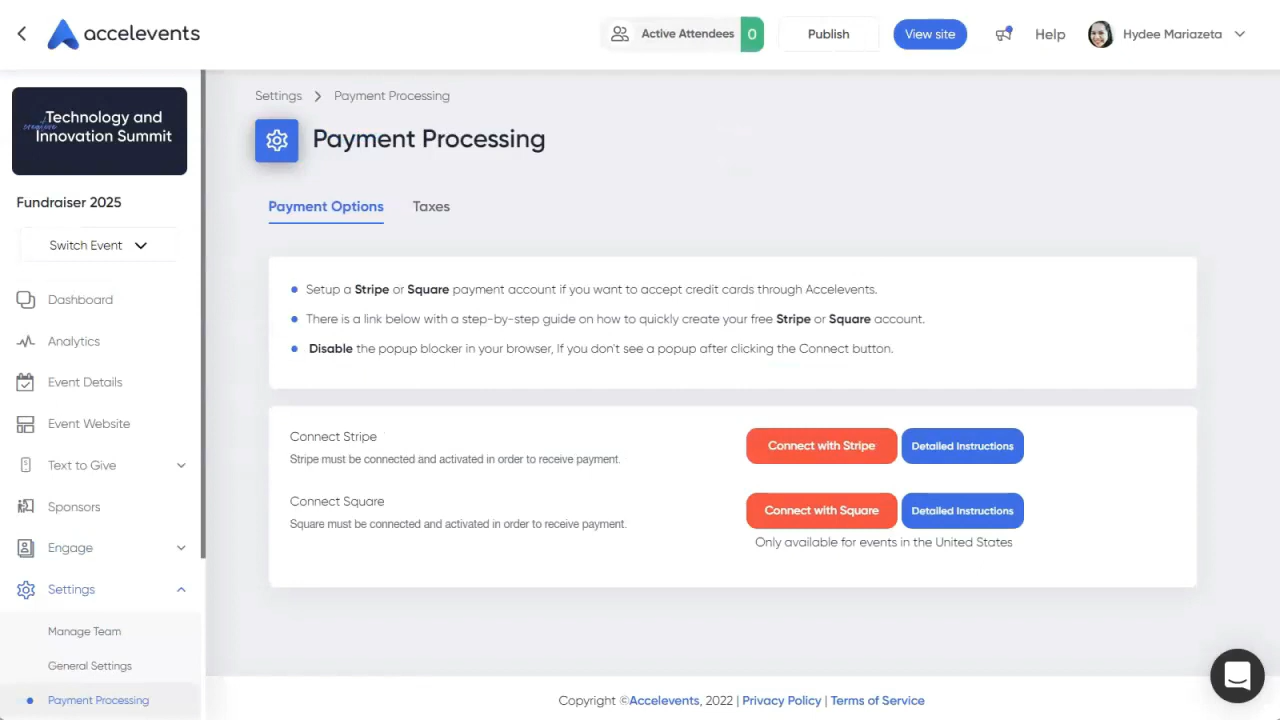 accelevents
Active Attendees 0
Publish
View site
Help
Hydee Mariazeta
Technology and
Innovation Summit
Fundraiser 2025
Switch Event
Dashboard
Analytics
Event Details
Event Website
Text to Give
Sponsors
Engage
Settings
Manage Team
General Settings
Payment Processing
Settings > Payment Processing
Payment Processing
Payment Options Taxes
Setup a Stripe or Square payment account if you want to accept credit cards through Accelevents.
There is a link below with a step-by-step guide on how to quickly create your free Stripe or Square account.
Disable the popup blocker in your browser, If you don't see a popup after clicking the Connect button.
Connect Stripe
Stripe must be connected and activated in order to receive payment.
Connect with Stripe
Detailed Instructions
Connect Square
Square must be connected and activated in order to receive payment.
Connect with Square
Detailed Instructions
Only available for events in the United States
Copyright ©Accelevents, 2022 | Privacy Policy | Terms of Service